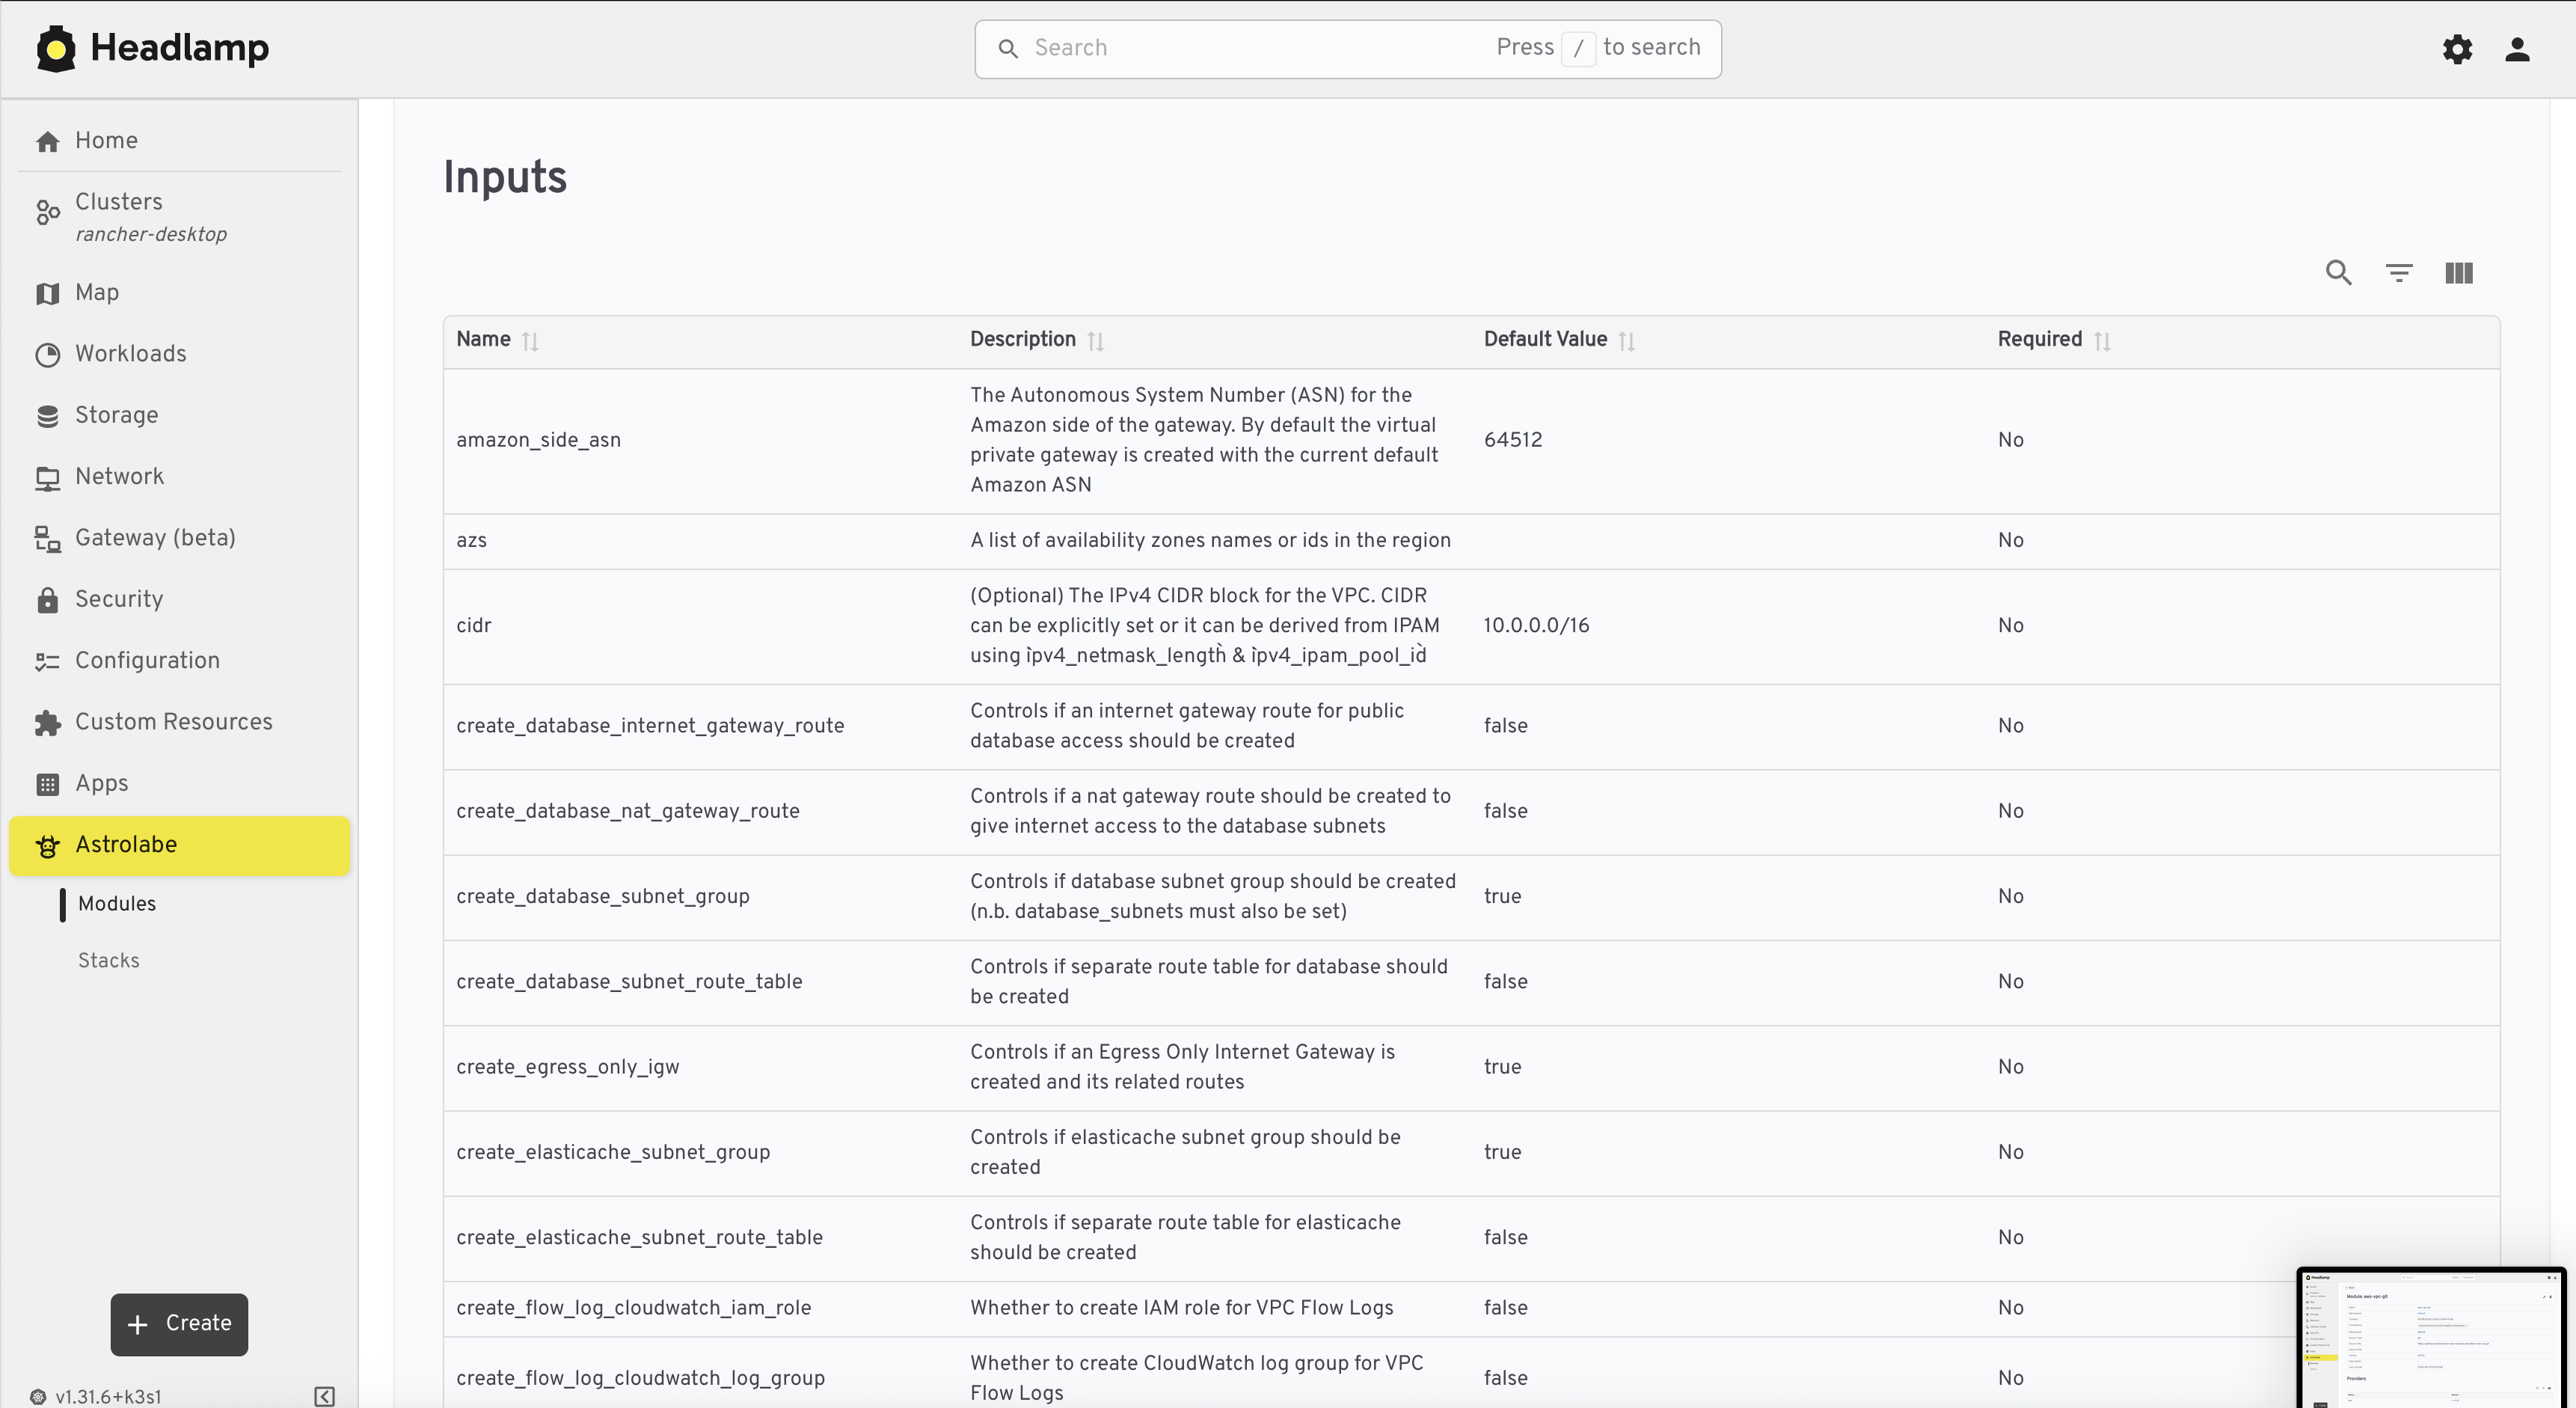 Headlamp
Search
Press / to search
Home
Clusters
rancher-desktop
Map
Workloads
Storage
Network
Gateway (beta)
Security
Configuration
Custom Resources
Apps
Astrolabe
Modules
Stacks
Create
v1.31.6+k3s1
Inputs
Name Description Default Value Required
amazon_side_asn
The Autonomous System Number (ASN) for the
Amazon side of the gateway. By default the virtual
private gateway is created with the current default
Amazon ASN
64512
No
azs
A list of availability zones names or ids in the region
No
cidr
(Optional) The IPv4 CIDR block for the VPC. CIDR
can be explicitly set or it can be derived from IPAM
using `ipv4_netmask_length` & `ipv4_ipam_pool_id`
10.0.0.0/16
No
create_database_internet_gateway_route
Controls if an internet gateway route for public
database access should be created
false
No
create_database_nat_gateway_route
Controls if a nat gateway route should be created to
give internet access to the database subnets
false
No
create_database_subnet_group
Controls if database subnet group should be created
(n.b. database_subnets must also be set)
true
No
create_database_subnet_route_table
Controls if separate route table for database should
be created
false
No
create_egress_only_igw
Controls if an Egress Only Internet Gateway is
created and its related routes
true
No
create_elasticache_subnet_group
Controls if elasticache subnet group should be
created
true
No
create_elasticache_subnet_route_table
Controls if separate route table for elasticache
should be created
false
No
create_flow_log_cloudwatch_iam_role
Whether to create IAM role for VPC Flow Logs
false
No
create_flow_log_cloudwatch_log_group
Whether to create CloudWatch log group for VPC
Flow Logs
false
No
Headlamp
Module: aws-vpc-git
Providers